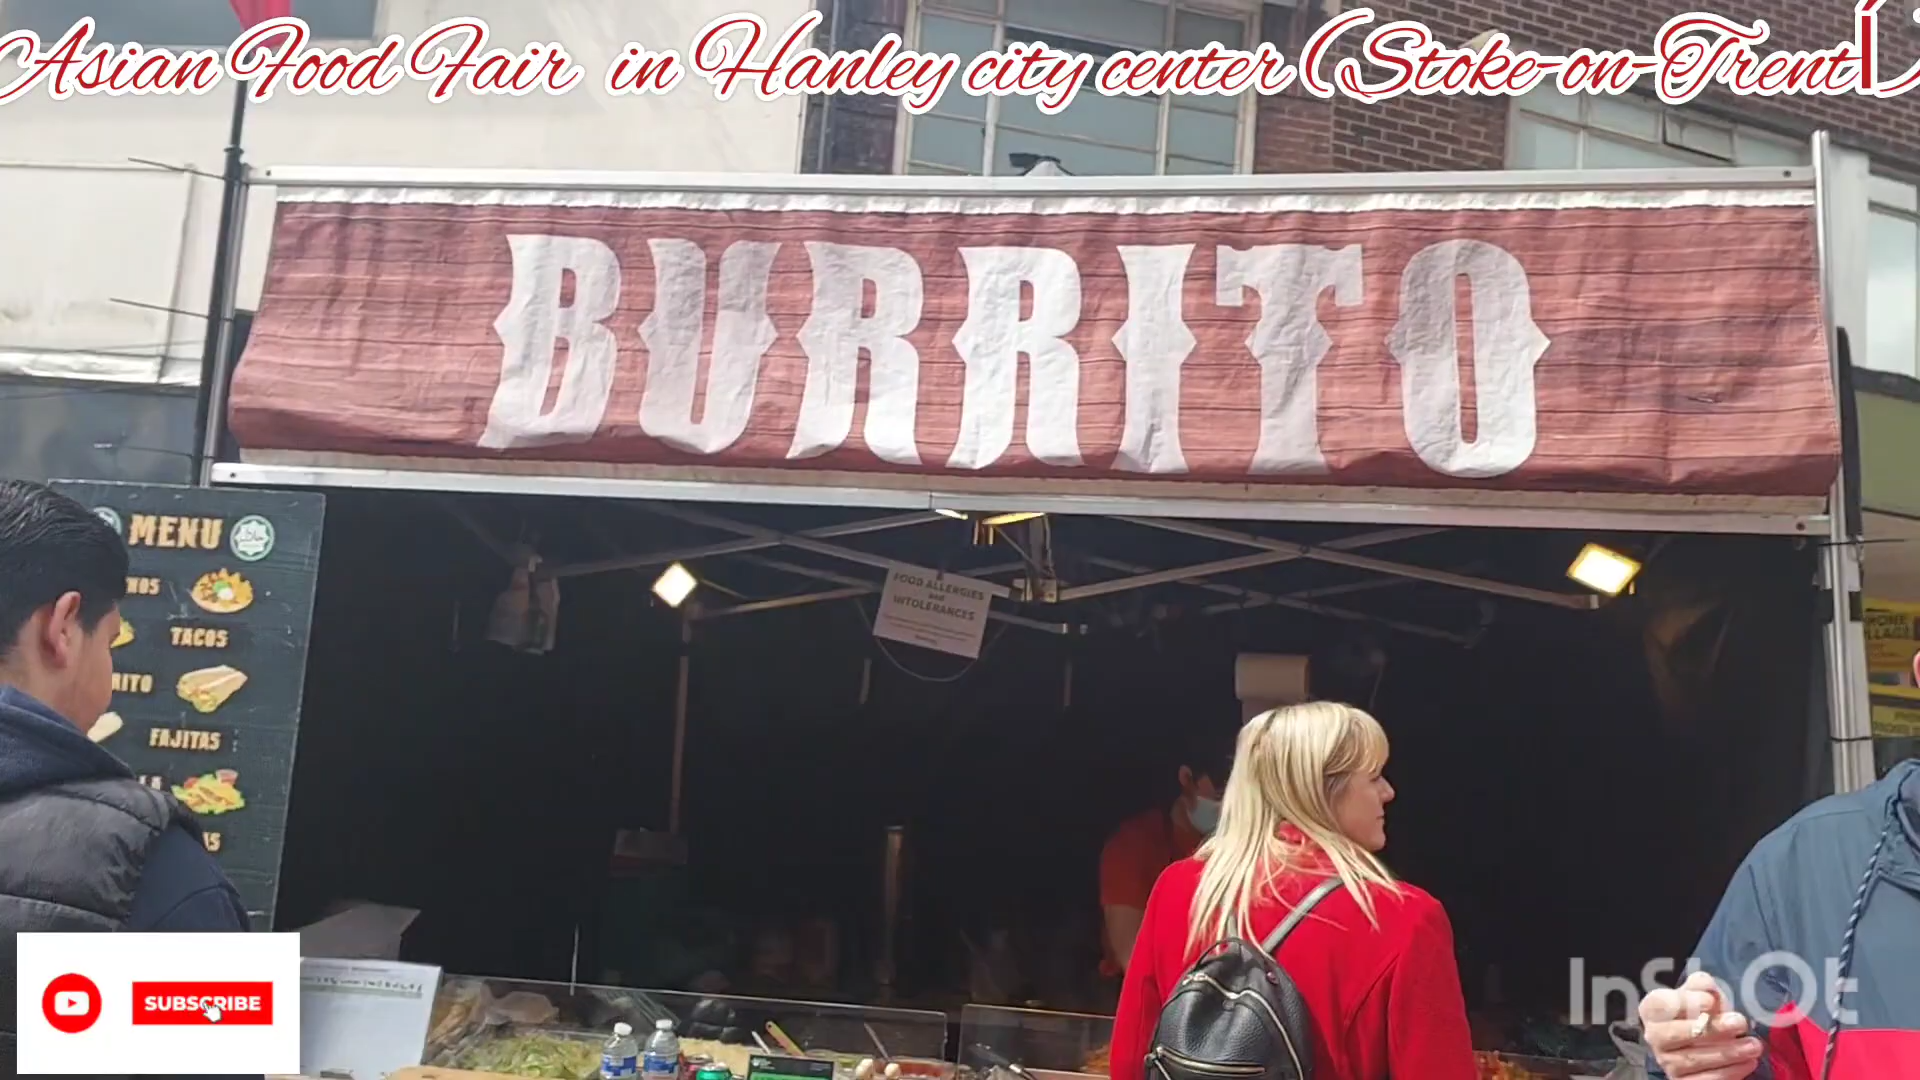 Asian Food Fair in Hanley city center (Stoke-on-Trent)
BURRITO
MENU
TACOS
FAJITAS
FOOD ALLERGIES
and
INTOLERANCES
SUBSCRIBE
InShOt